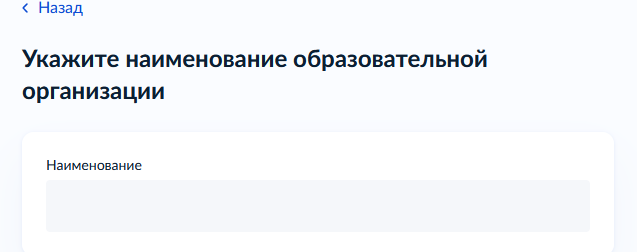 Назад
Укажите наименование образовательной
организации
Наименование